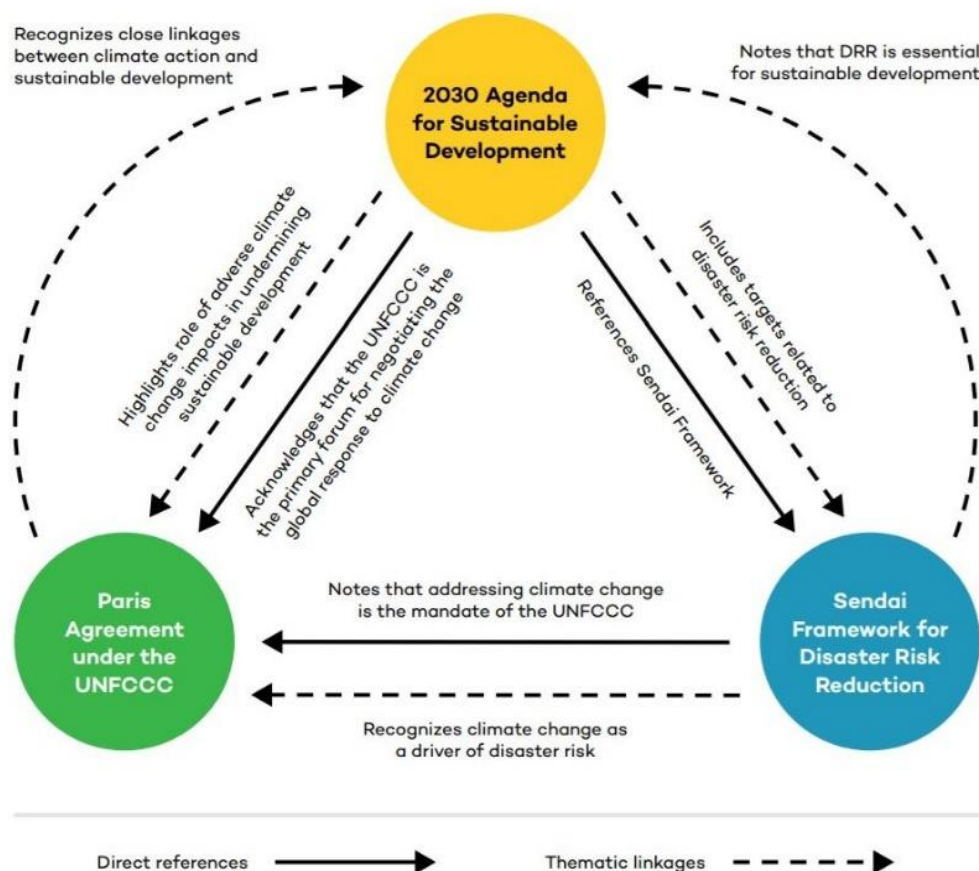 Recognizes close linkages
between climate action and
sustainable development
Notes that DRR is essential
for sustainable development
2030 Agenda
for Sustainable
Development
Highlights role of adverse climate
change impacts in undermining
sustainable development
Acknowledges that the UNFCCC is
the primary forum for negotiating the
global response to climate change
References Sendai Framework
Includes targets related to
disaster risk reduction
Paris
Agreement
under the
UNFCCC
Notes that addressing climate change
is the mandate of the UNFCCC
Recognizes climate change as
a driver of disaster risk
Sendai
Framework for
Disaster Risk
Reduction
Direct references
Thematic linkages